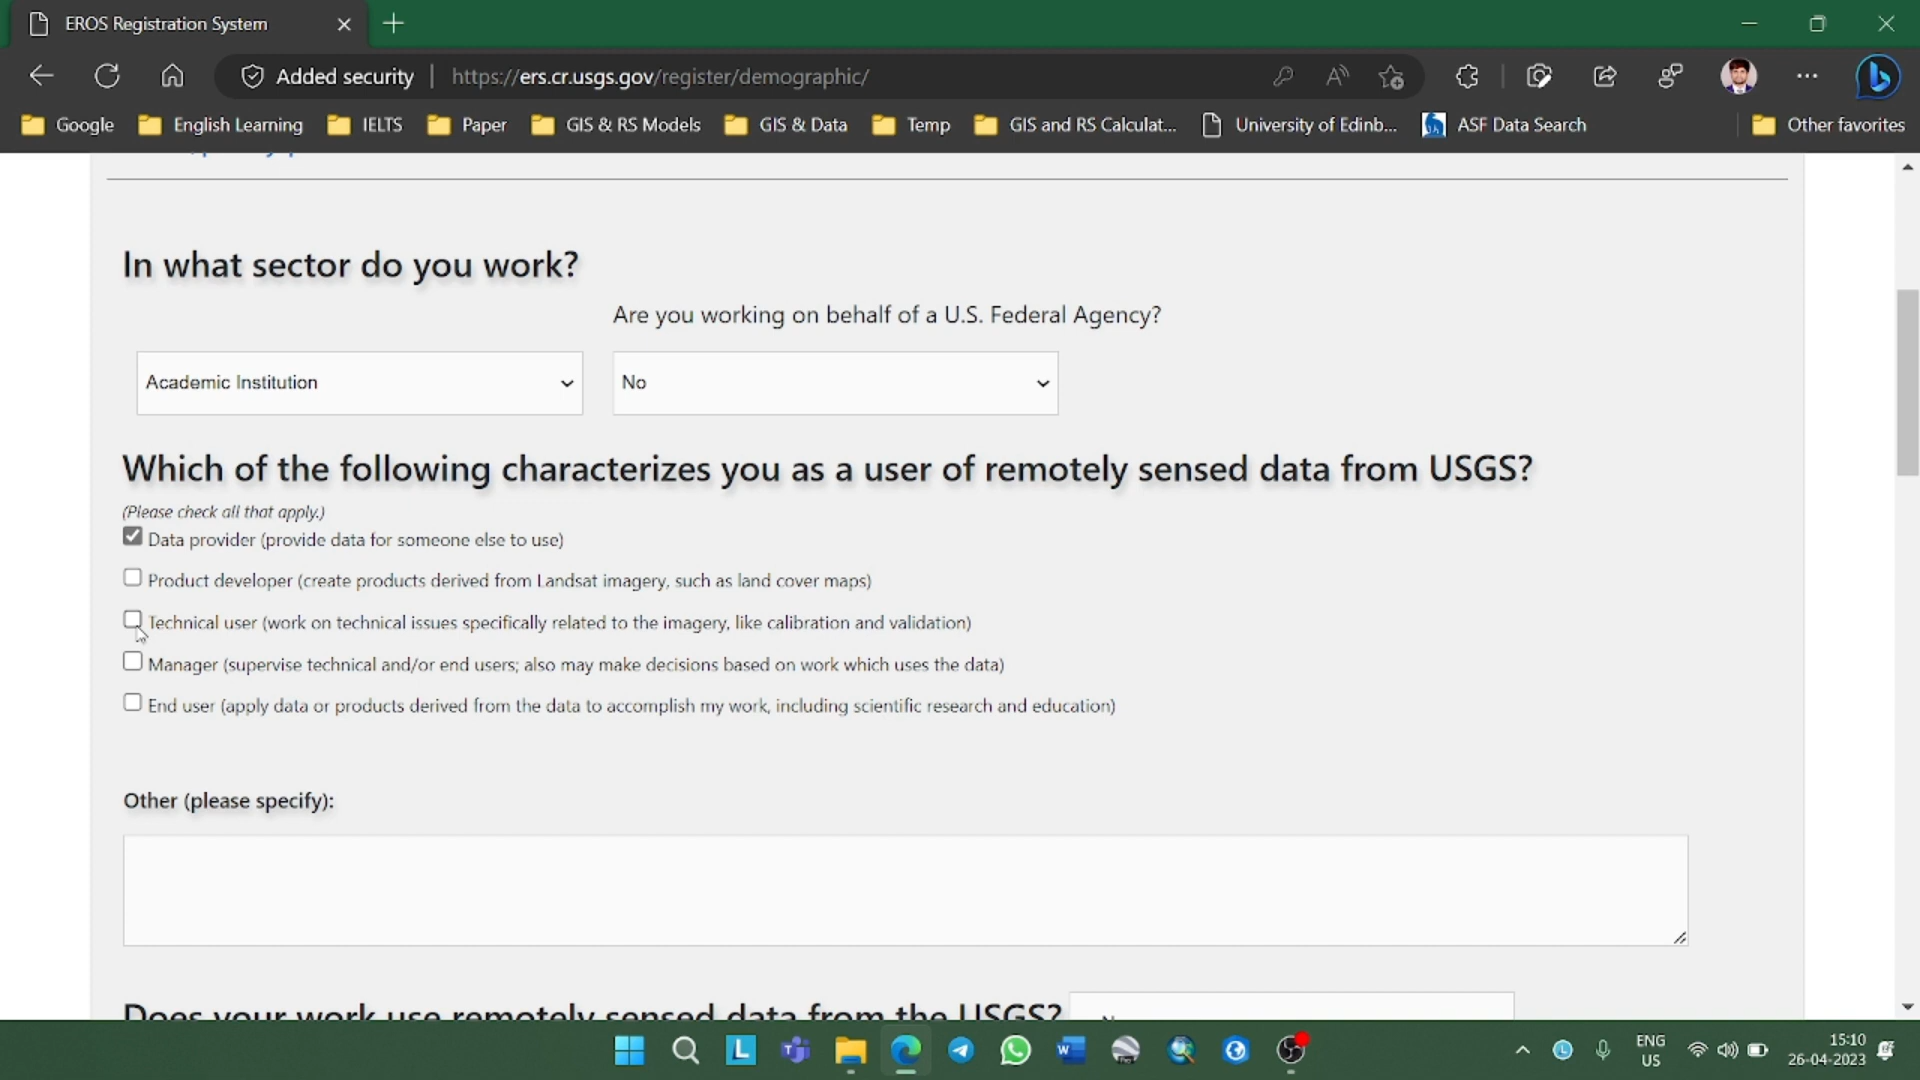 EROS Registration System
Added security
https://ers.cr.usgs.gov/register/demographic/
Google
English Learning
IELTS
Paper
GIS & RS Models
GIS & Data
Temp
GIS and RS Calculat...
University of Edinb...
ASF Data Search
Other favorites
In what sector do you work?
Are you working on behalf of a U.S. Federal Agency?
Academic Institution
No
Which of the following characterizes you as a user of remotely sensed data from USGS?
(Please check all that apply.)
Data provider (provide data for someone else to use)
Product developer (create products derived from Landsat imagery, such as land cover maps)
Technical user (work on technical issues specifically related to the imagery, like calibration and validation)
Manager (supervise technical and/or end users; also may make decisions based on work which uses the data)
End user (apply data or products derived from the data to accomplish my work, including scientific research and education)
Other (please specify):
Does your work use remotely sensed data from the USGS?
ENG
US
15:10
26-04-2023